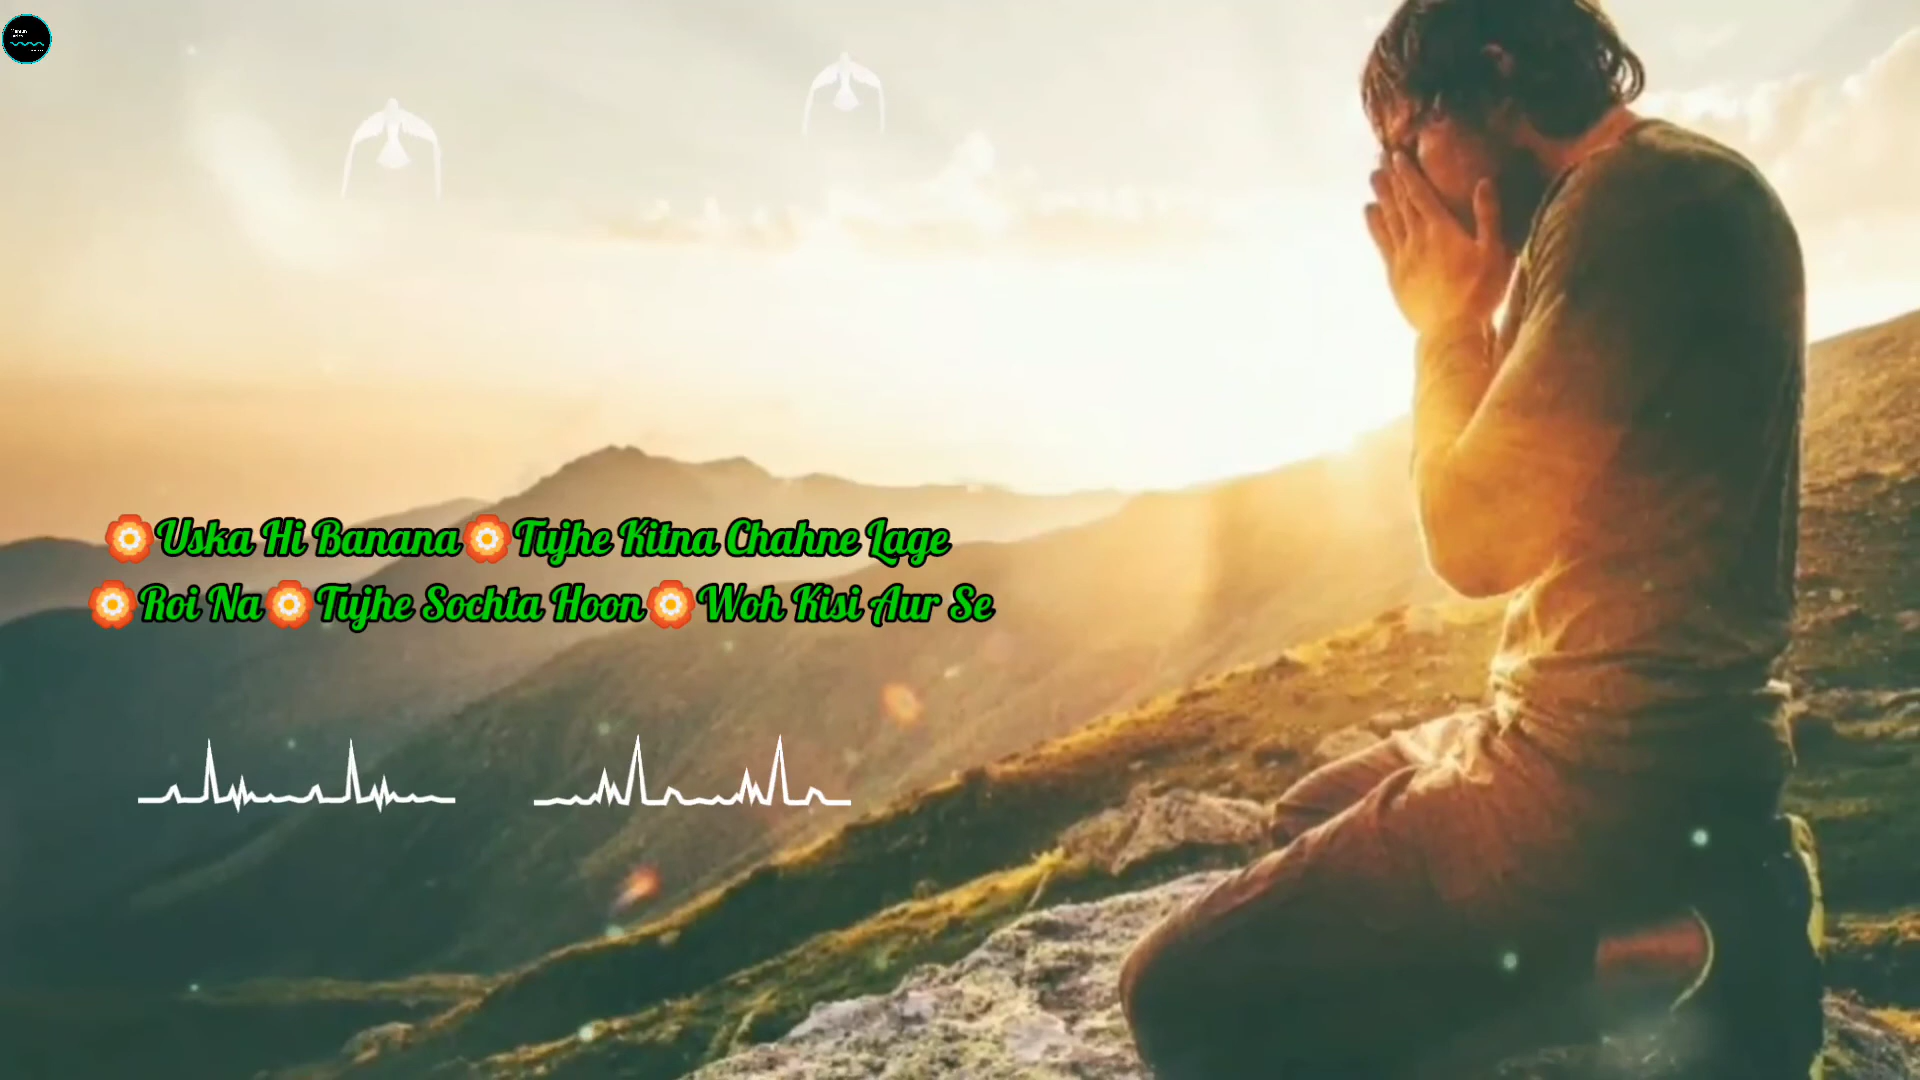 🏵️Uska Hi Banana🏵️Tujhe Kitna Chahne Lage
🏵️Roi Na🏵️Tujhe Sochta Hoon🏵️Woh Kisi Aur Se